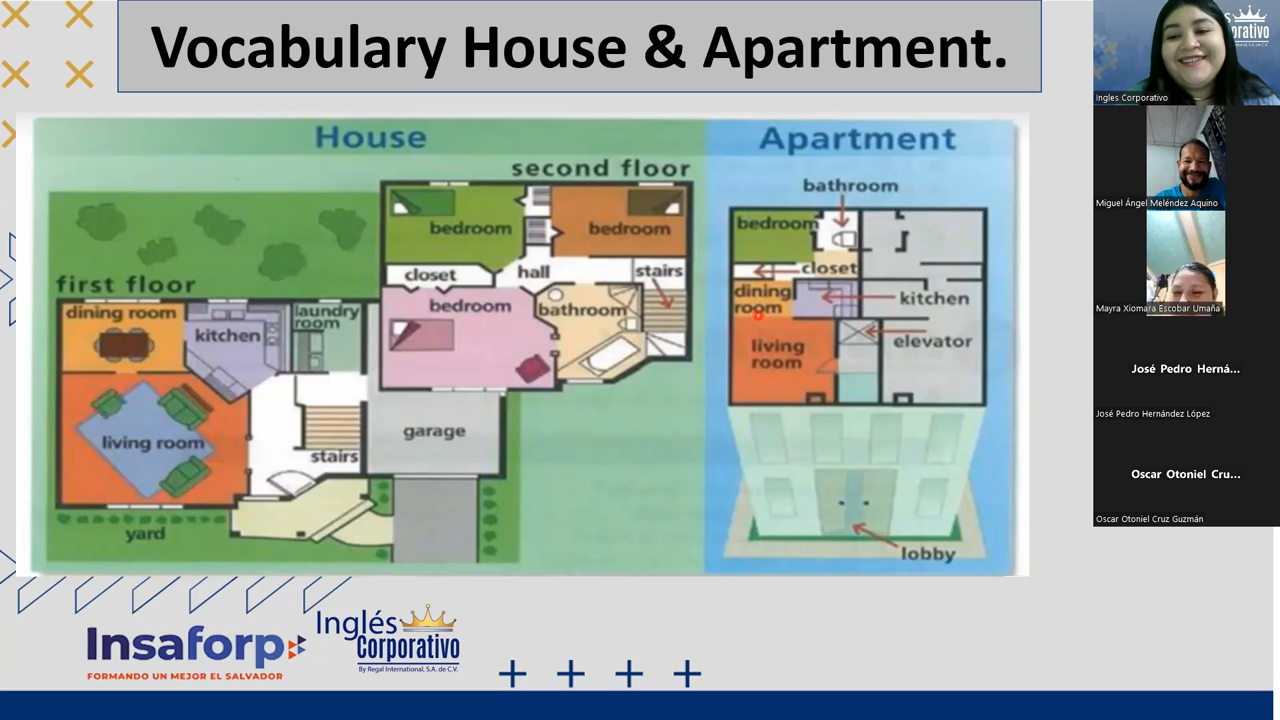 Vocabulary House & Apartment.
House
Apartment
second floor
bathroom
bedroom
bedroom
bedroom
closet
hall
stairs
closet
first floor
bedroom
bathroom
dining
room
kitchen
dining room
kitchen
laundry
room
elevator
living
room
living room
garage
stairs
yard
lobby
Insaforp
FORMANDO UN MEJOR EL SALVADOR
Inglés
Corporativo
By Regal International, S.A. de C.V.
Ingles Corporativo
Miguel Ángel Meléndez Aquino
Mayra Xiomara Escobar Umaña
José Pedro Herná...
José Pedro Hernández López
Oscar Otoniel Cru...
Oscar Otoniel Cruz Guzmán